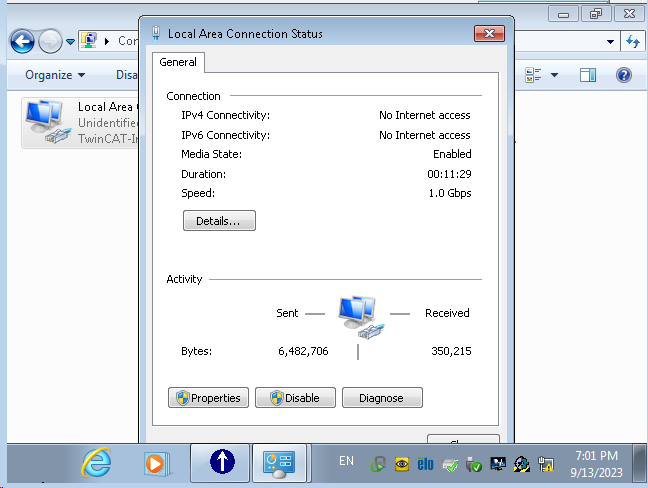 Local Area Connection Status
Organize
General
Local Area
Unidentified
TwinCAT-In
Connection
IPv4 Connectivity: No Internet access
IPv6 Connectivity: No Internet access
Media State: Enabled
Duration: 00:11:29
Speed: 1.0 Gbps
Details...
Activity
Sent — Received
Bytes: 6,482,706 | 350,215
Properties Disable Diagnose
EN elo 7:01 PM
9/13/2023